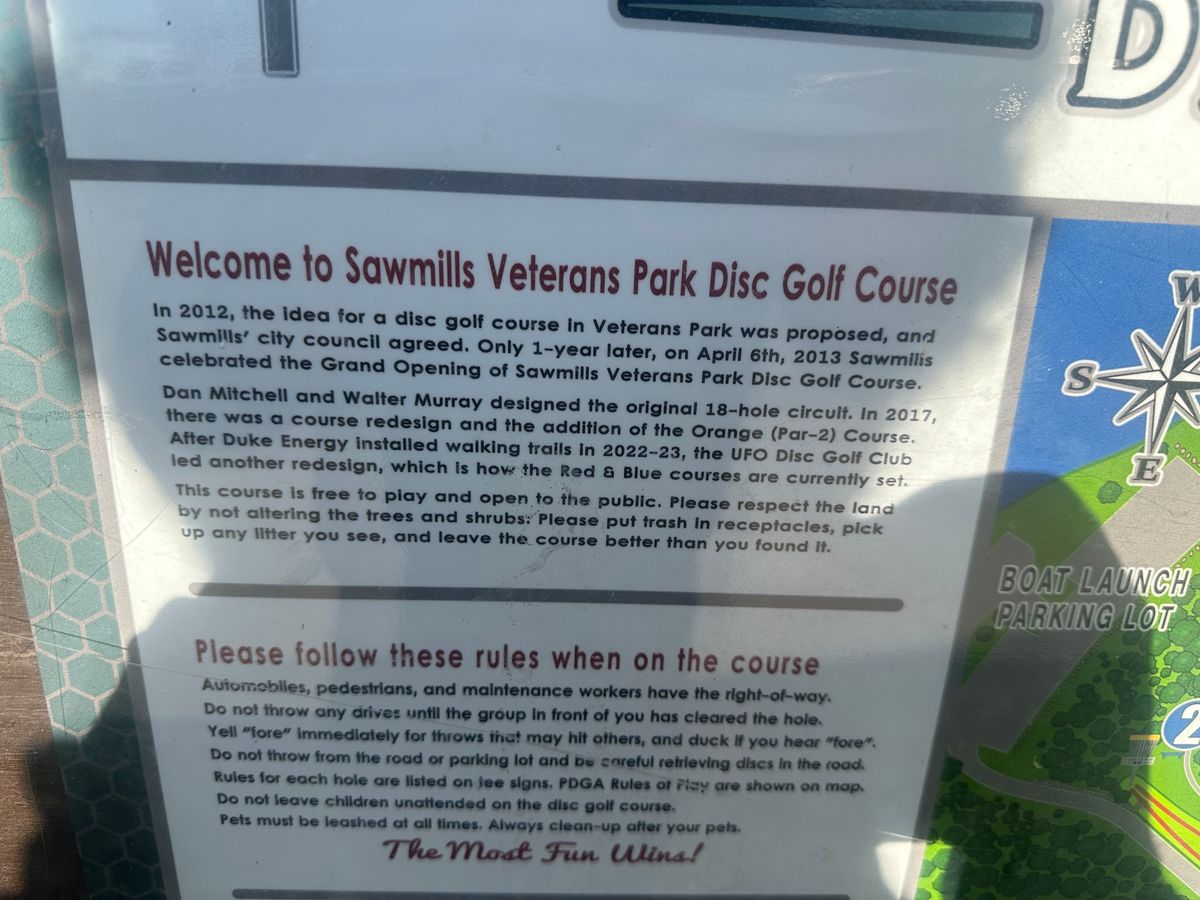 D
Welcome to Sawmills Veterans Park Disc Golf Course
In 2012, the idea for a disc golf course in Veterans Park was proposed, and
Sawmills' city council agreed. Only 1-year later, on April 6th, 2013 Sawmills
celebrated the Grand Opening of Sawmills Veterans Park Disc Golf Course.
Dan Mitchell and Walter Murray designed the original 18-hole circuit. In 2017,
there was a course redesign and the addition of the Orange (Par-2) Course.
After Duke Energy installed walking trails in 2022-23, the UFO Disc Golf Club
led another redesign, which is how the Red & Blue courses are currently set.
This course is free to play and open to the public. Please respect the land
by not altering the trees and shrubs. Please put trash in receptacles, pick
up any litter you see, and leave the course better than you found it.
Please follow these rules when on the course
Automobiles, pedestrians, and maintenance workers have the right-of-way.
Do not throw any drives until the group in front of you has cleared the hole.
Yell "fore" immediately for throws that may hit others, and duck if you hear "fore".
Do not throw from the road or parking lot and be careful retrieving discs in the road.
Rules for each hole are listed on tee signs. PDGA Rules of Play are shown on map.
Do not leave children unattended on the disc golf course.
Pets must be leashed at all times. Always clean-up after your pets.
The Most Fun Wins!
W
S
E
BOAT LAUNCH
PARKING LOT
2